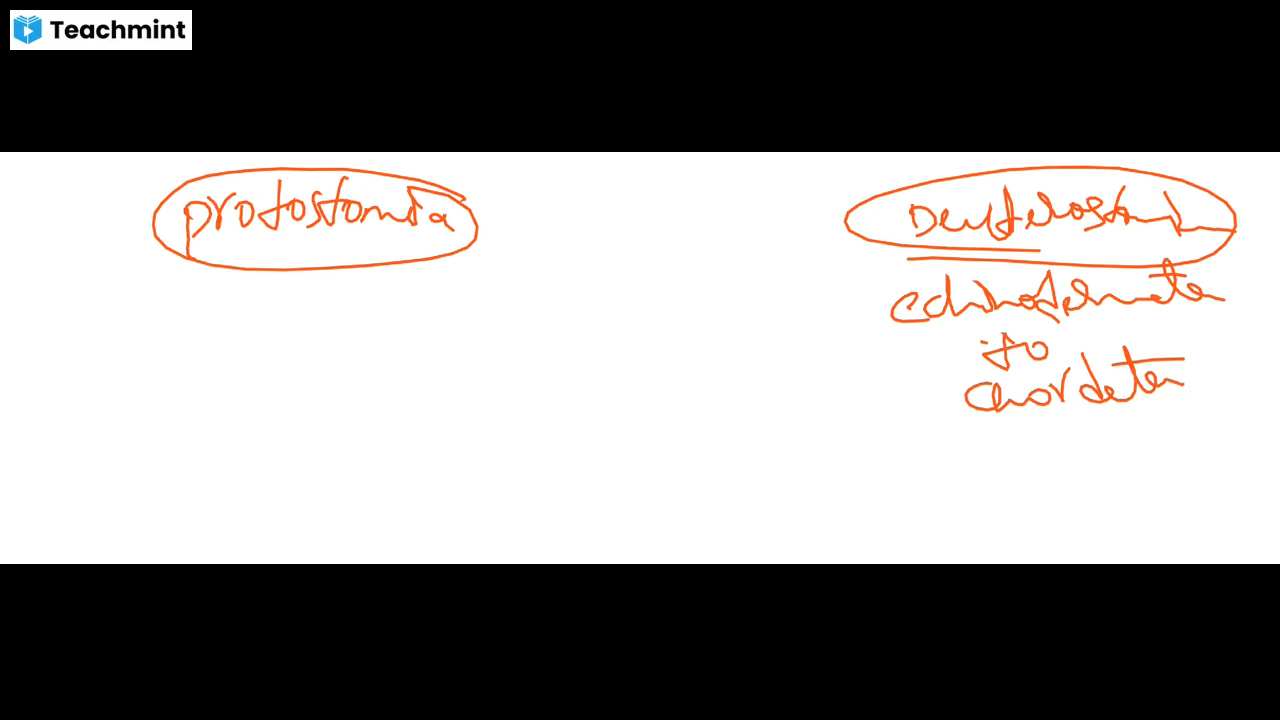 Teachmint
protostomia
Deuterostomia
echinodermata
to
chordata